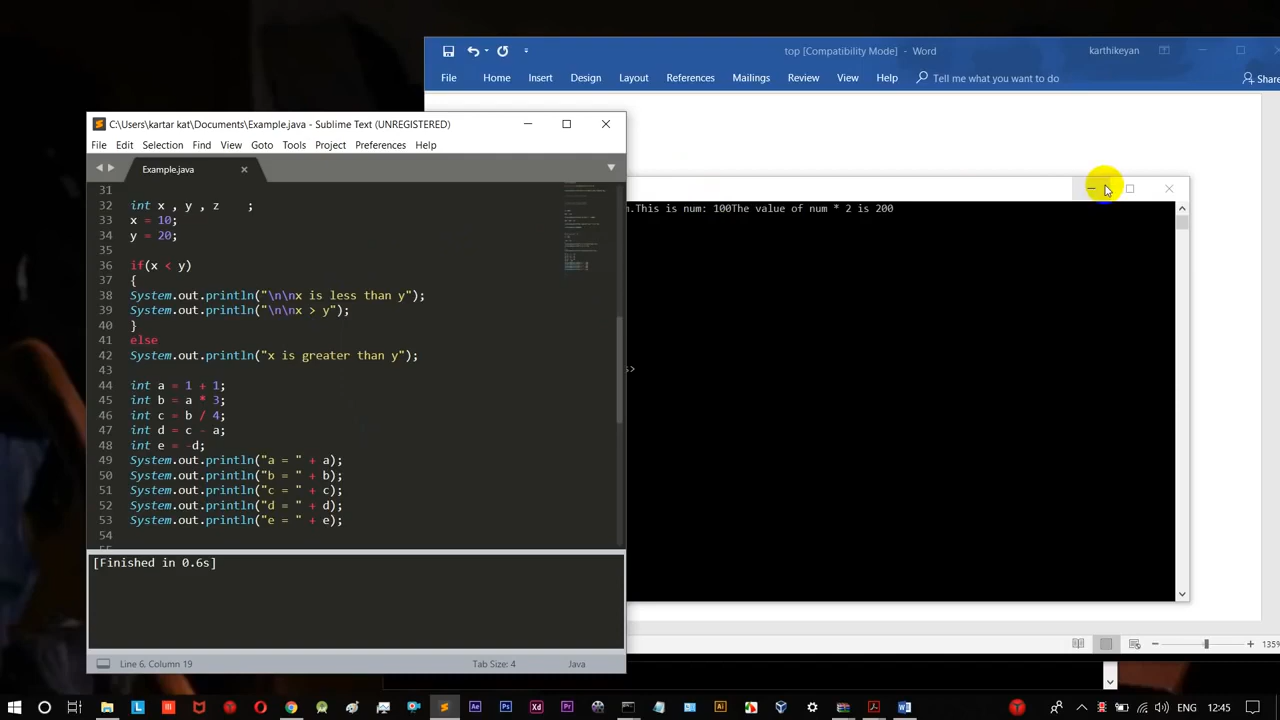 top [Compatibility Mode] - Word
karthikeyan
File Home Insert Design Layout References Mailings Review View Help Tell me what you want to do Share
C:\Users\kartar kat\Documents\Example.java - Sublime Text (UNREGISTERED)
File Edit Selection Find View Goto Tools Project Preferences Help
Example.java
31
32 int x , y , z ;
33 x = 10;
34 y = 20;
35
36 if(x < y)
37 {
38 System.out.println("\n\nx is less than y");
39 System.out.println("\n\nx > y");
40 }
41 else
42 System.out.println("x is greater than y");
43
44 int a = 1 + 1;
45 int b = a * 3;
46 int c = b / 4;
47 int d = c - a;
48 int e = -d;
49 System.out.println("a = " + a);
50 System.out.println("b = " + b);
51 System.out.println("c = " + c);
52 System.out.println("d = " + d);
53 System.out.println("e = " + e);
54
55
[Finished in 0.6s]
Line 6, Column 19 Tab Size: 4 Java
m.This is num: 100The value of num * 2 is 200
s>
135%
ENG 12:45